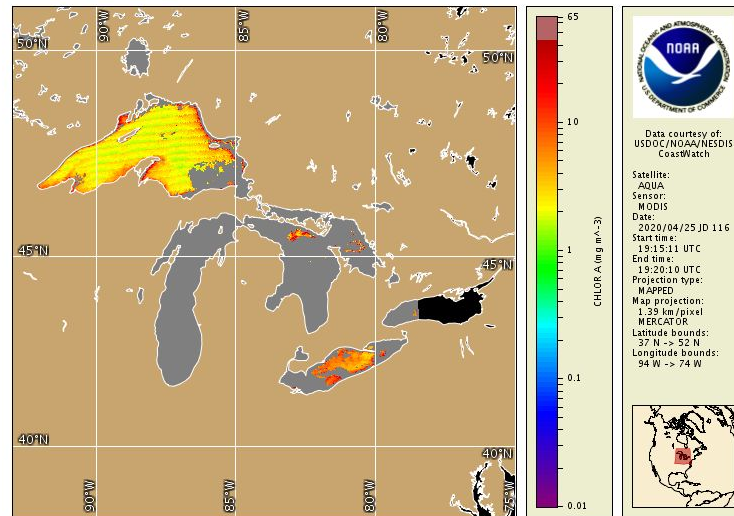 90°W
85°W
80°W
50°N
50°N
45°N
45°N
40°N
40°N
90°W
85°W
80°W
75°W
65
10
1
0.1
0.01
CHLOR A (mg m^-3)
NATIONAL OCEANIC AND ATMOSPHERIC ADMINISTRATION
NOAA
U.S. DEPARTMENT OF COMMERCE
Data courtesy of:
USDOC/NOAA/NESDIS
CoastWatch
Satellite:
AQUA
Sensor:
MODIS
Date:
2020/04/25 JD 116
Start time:
19:15:11 UTC
End time:
19:20:10 UTC
Projection type:
MAPPED
Map projection:
1.39 km/pixel
MERCATOR
Latitude bounds:
37 N -> 52 N
Longitude bounds:
94 W -> 74 W